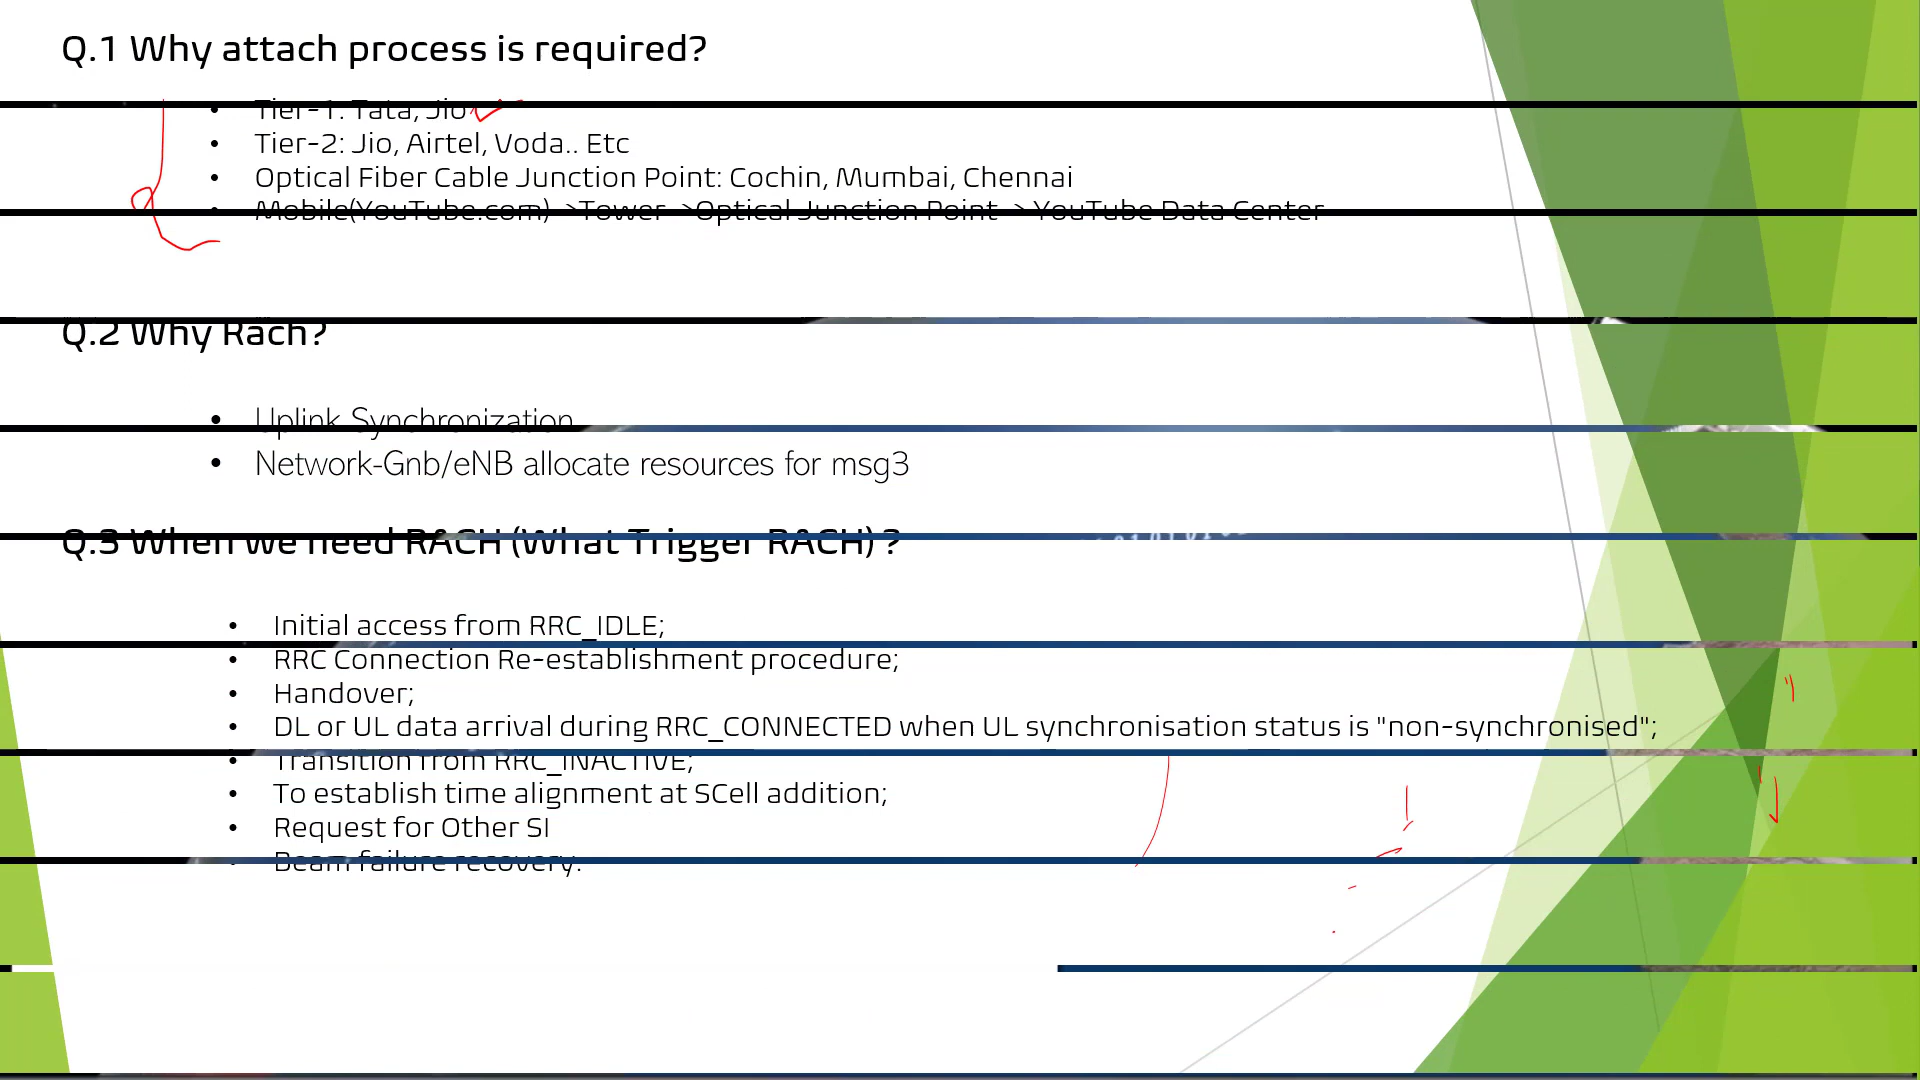 Q.1 Why attach process is required?
• Tier-1: Tata, Jio
• Tier-2: Jio, Airtel, Voda.. Etc
• Optical Fiber Cable Junction Point: Cochin, Mumbai, Chennai
• Mobile(YouTube.com)->Tower->Optical Junction Point-> YouTube Data Center
Q.2 Why Rach?
• Uplink Synchronization
• Network-Gnb/eNB allocate resources for msg3
Q.3 When we need RACH (What Trigger RACH) ?
• Initial access from RRC_IDLE;
• RRC Connection Re-establishment procedure;
• Handover;
• DL or UL data arrival during RRC_CONNECTED when UL synchronisation status is "non-synchronised";
• Transition from RRC_INACTIVE;
• To establish time alignment at SCell addition;
• Request for Other SI
• Beam failure recovery.